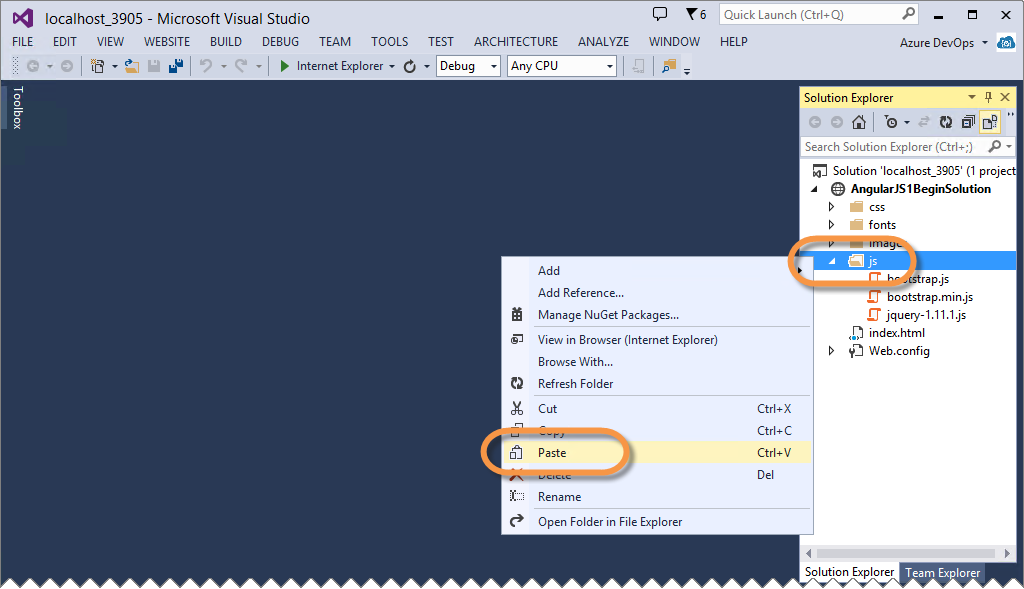 localhost_3905 - Microsoft Visual Studio
6
Quick Launch (Ctrl+Q)
FILE EDIT VIEW WEBSITE BUILD DEBUG TEAM TOOLS TEST ARCHITECTURE ANALYZE WINDOW HELP
Azure DevOps
Internet Explorer
Debug
Any CPU
Toolbox
Solution Explorer
Search Solution Explorer (Ctrl+;)
Solution 'localhost_3905' (1 project
AngularJS1BeginSolution
css
fonts
image
js
bootstrap.js
bootstrap.min.js
jquery-1.11.1.js
index.html
Web.config
Add
Add Reference...
Manage NuGet Packages...
View in Browser (Internet Explorer)
Browse With...
Refresh Folder
Cut Ctrl+X
Copy Ctrl+C
Paste Ctrl+V
Delete Del
Rename
Open Folder in File Explorer
Solution Explorer Team Explorer